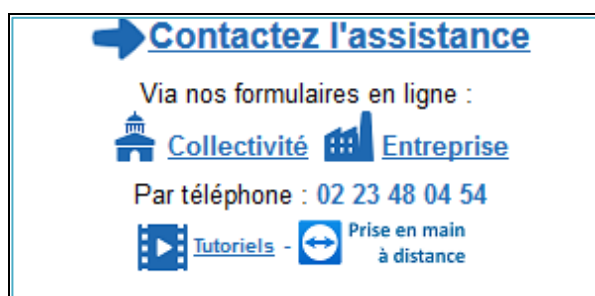 Contactez l'assistance
Via nos formulaires en ligne :
Collectivité Entreprise
Par téléphone : 02 23 48 04 54
Tutoriels - Prise en main
à distance